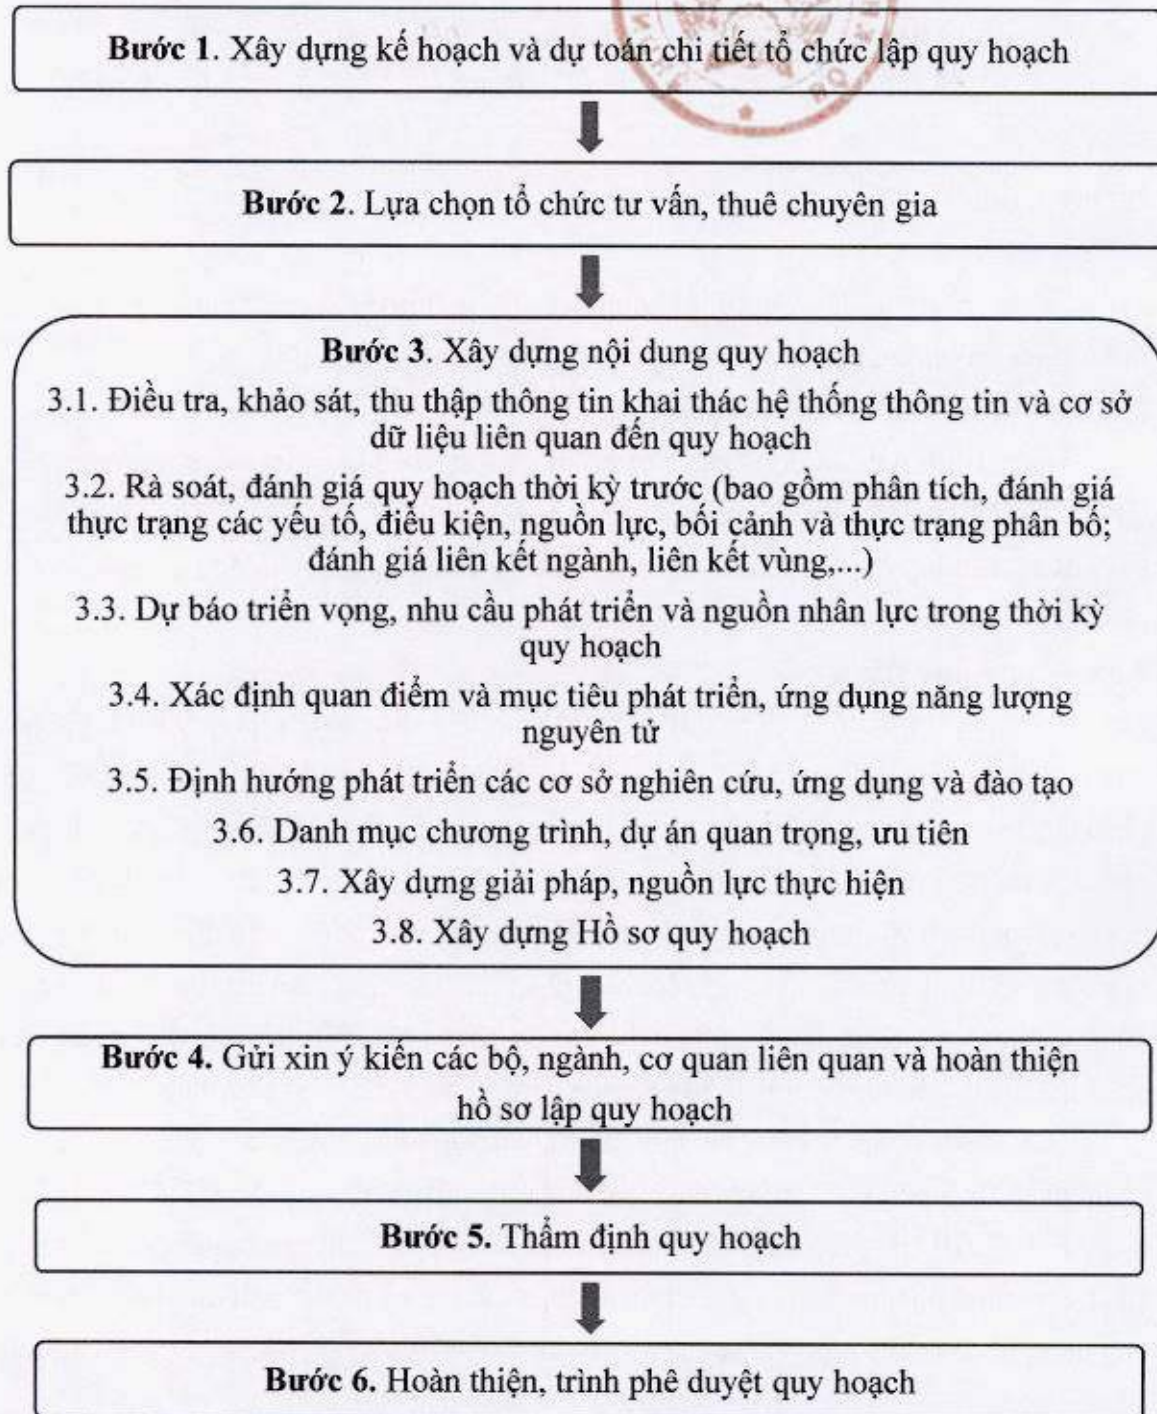 Bước 1. Xây dựng kế hoạch và dự toán chi tiết tổ chức lập quy hoạch
Bước 2. Lựa chọn tổ chức tư vấn, thuê chuyên gia
Bước 3. Xây dựng nội dung quy hoạch
3.1. Điều tra, khảo sát, thu thập thông tin khai thác hệ thống thông tin và cơ sở
dữ liệu liên quan đến quy hoạch
3.2. Rà soát, đánh giá quy hoạch thời kỳ trước (bao gồm phân tích, đánh giá
thực trạng các yếu tố, điều kiện, nguồn lực, bối cảnh và thực trạng phân bố;
đánh giá liên kết ngành, liên kết vùng,...)
3.3. Dự báo triển vọng, nhu cầu phát triển và nguồn nhân lực trong thời kỳ
quy hoạch
3.4. Xác định quan điểm và mục tiêu phát triển, ứng dụng năng lượng
nguyên tử
3.5. Định hướng phát triển các cơ sở nghiên cứu, ứng dụng và đào tạo
3.6. Danh mục chương trình, dự án quan trọng, ưu tiên
3.7. Xây dựng giải pháp, nguồn lực thực hiện
3.8. Xây dựng Hồ sơ quy hoạch
Bước 4. Gửi xin ý kiến các bộ, ngành, cơ quan liên quan và hoàn thiện
hồ sơ lập quy hoạch
Bước 5. Thẩm định quy hoạch
Bước 6. Hoàn thiện, trình phê duyệt quy hoạch